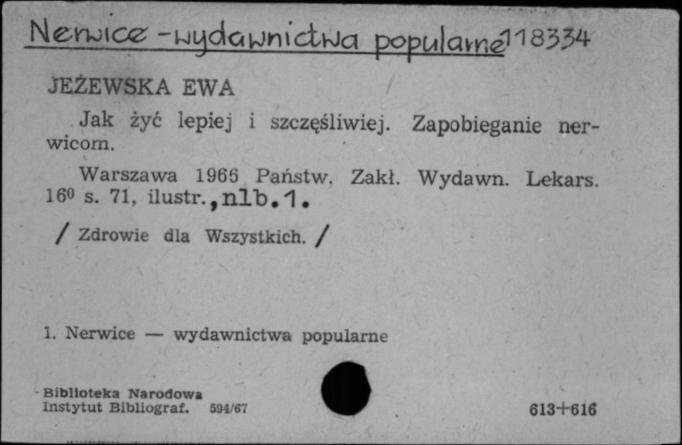 Nerwice - wydawnictwa popularne 118334
JEŻEWSKA EWA
Jak żyć lepiej i szczęśliwiej. Zapobieganie ner-
wicom.
Warszawa 1966 Państw. Zakł. Wydawn. Lekars.
16⁰ s. 71, ilustr., nlb. 1.
/ Zdrowie dla Wszystkich. /
1. Nerwice — wydawnictwa popularne
Biblioteka Narodowa
Instytut Bibliograf. 594/67
613+616